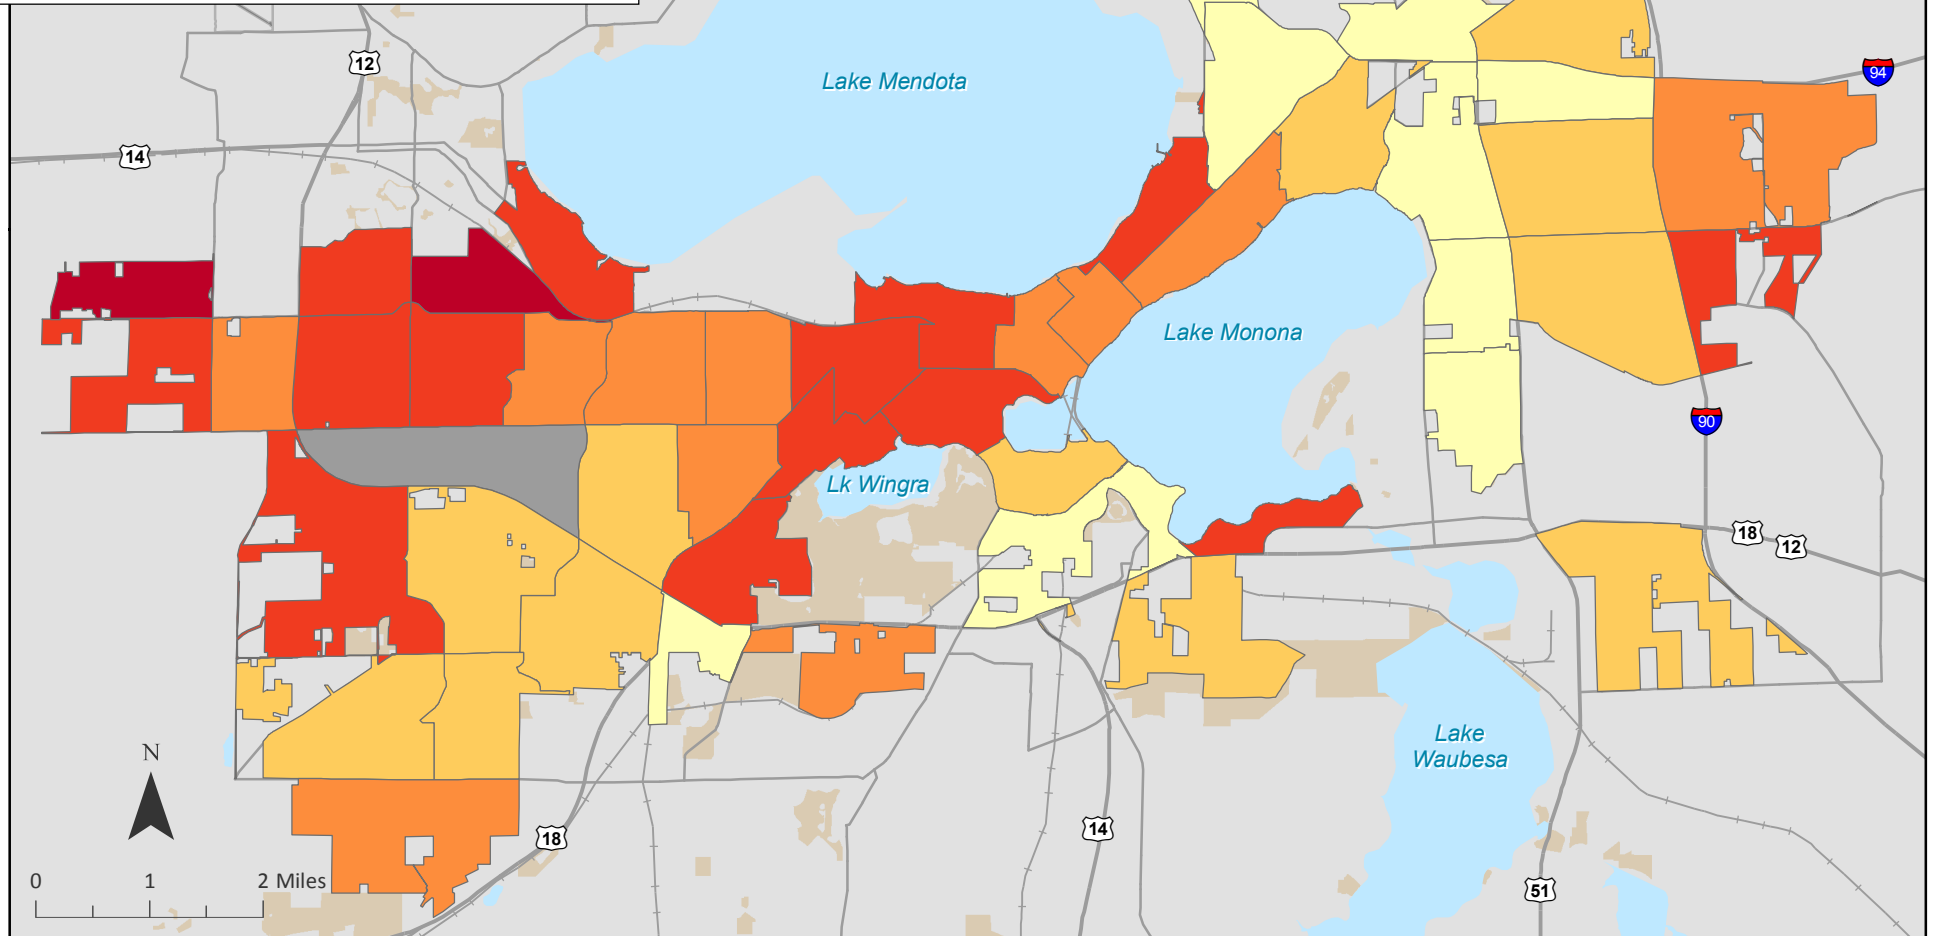 12
Lake Mendota
94
14
Lake Monona
90
Lk Wingra
18
12
Lake
Waubesa
N
18
14
0 1 2 Miles
51